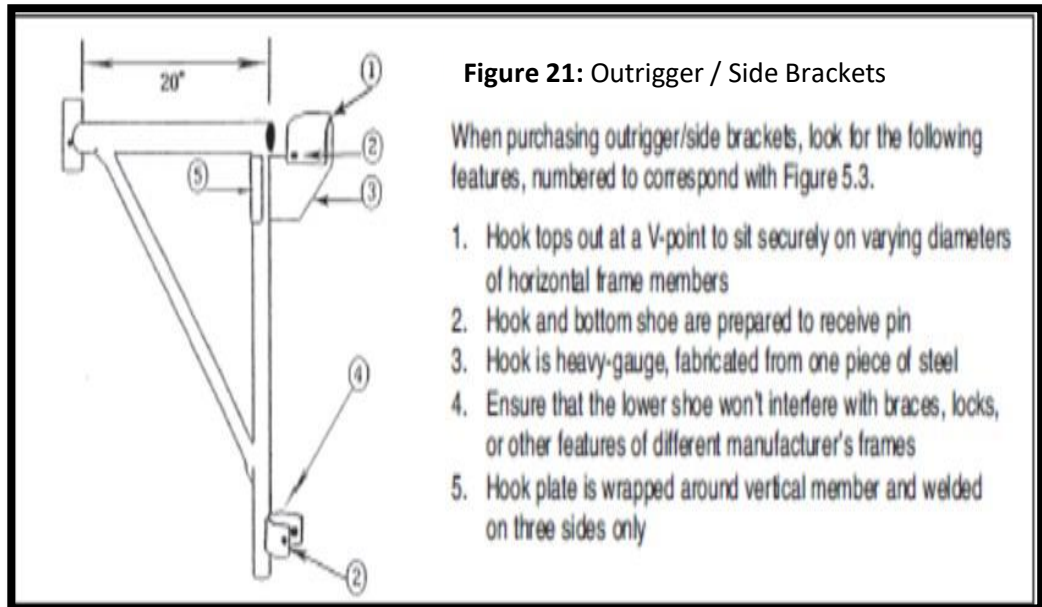 20"
1
2
3
5
4
2
Figure 21: Outrigger / Side Brackets
When purchasing outrigger/side brackets, look for the following
features, numbered to correspond with Figure 5.3.
1. Hook tops out at a V-point to sit securely on varying diameters
of horizontal frame members
2. Hook and bottom shoe are prepared to receive pin
3. Hook is heavy-gauge, fabricated from one piece of steel
4. Ensure that the lower shoe won't interfere with braces, locks,
or other features of different manufacturer's frames
5. Hook plate is wrapped around vertical member and welded
on three sides only